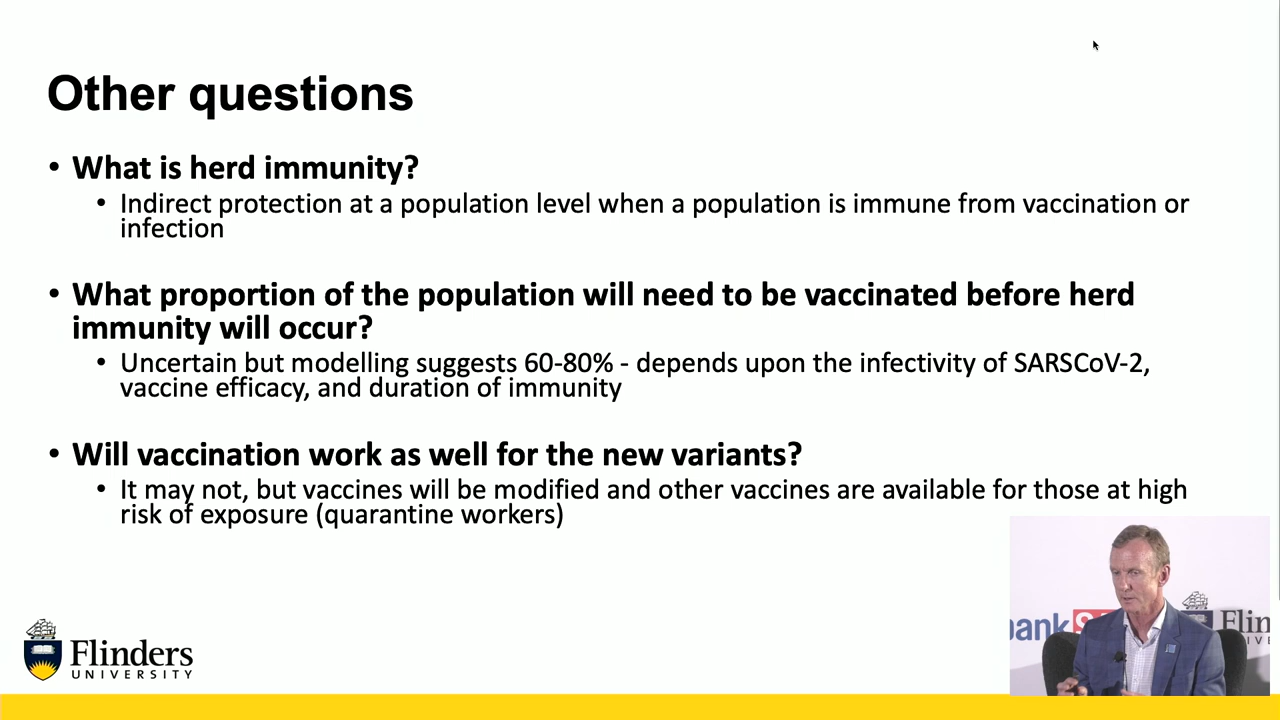 Other questions
• What is herd immunity?
• Indirect protection at a population level when a population is immune from vaccination or
infection
• What proportion of the population will need to be vaccinated before herd
immunity will occur?
• Uncertain but modelling suggests 60-80% - depends upon the infectivity of SARSCoV-2,
vaccine efficacy, and duration of immunity
• Will vaccination work as well for the new variants?
• It may not, but vaccines will be modified and other vaccines are available for those at high
risk of exposure (quarantine workers)
Flinders
UNIVERSITY
bank
Flin